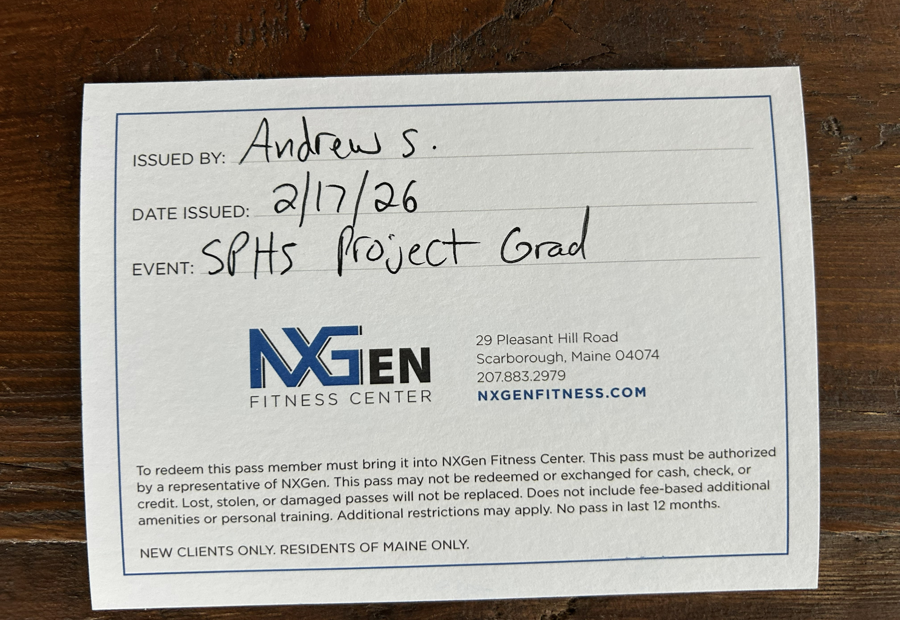 ISSUED BY: Andrew S.
DATE ISSUED: 2/17/26
EVENT: SPHS Project Grad
NXGEN
FITNESS CENTER
29 Pleasant Hill Road
Scarborough, Maine 04074
207.883.2979
NXGENFITNESS.COM
To redeem this pass member must bring it into NXGen Fitness Center. This pass must be authorized
by a representative of NXGen. This pass may not be redeemed or exchanged for cash, check, or
credit. Lost, stolen, or damaged passes will not be replaced. Does not include fee-based additional
amenities or personal training. Additional restrictions may apply. No pass in last 12 months.
NEW CLIENTS ONLY. RESIDENTS OF MAINE ONLY.